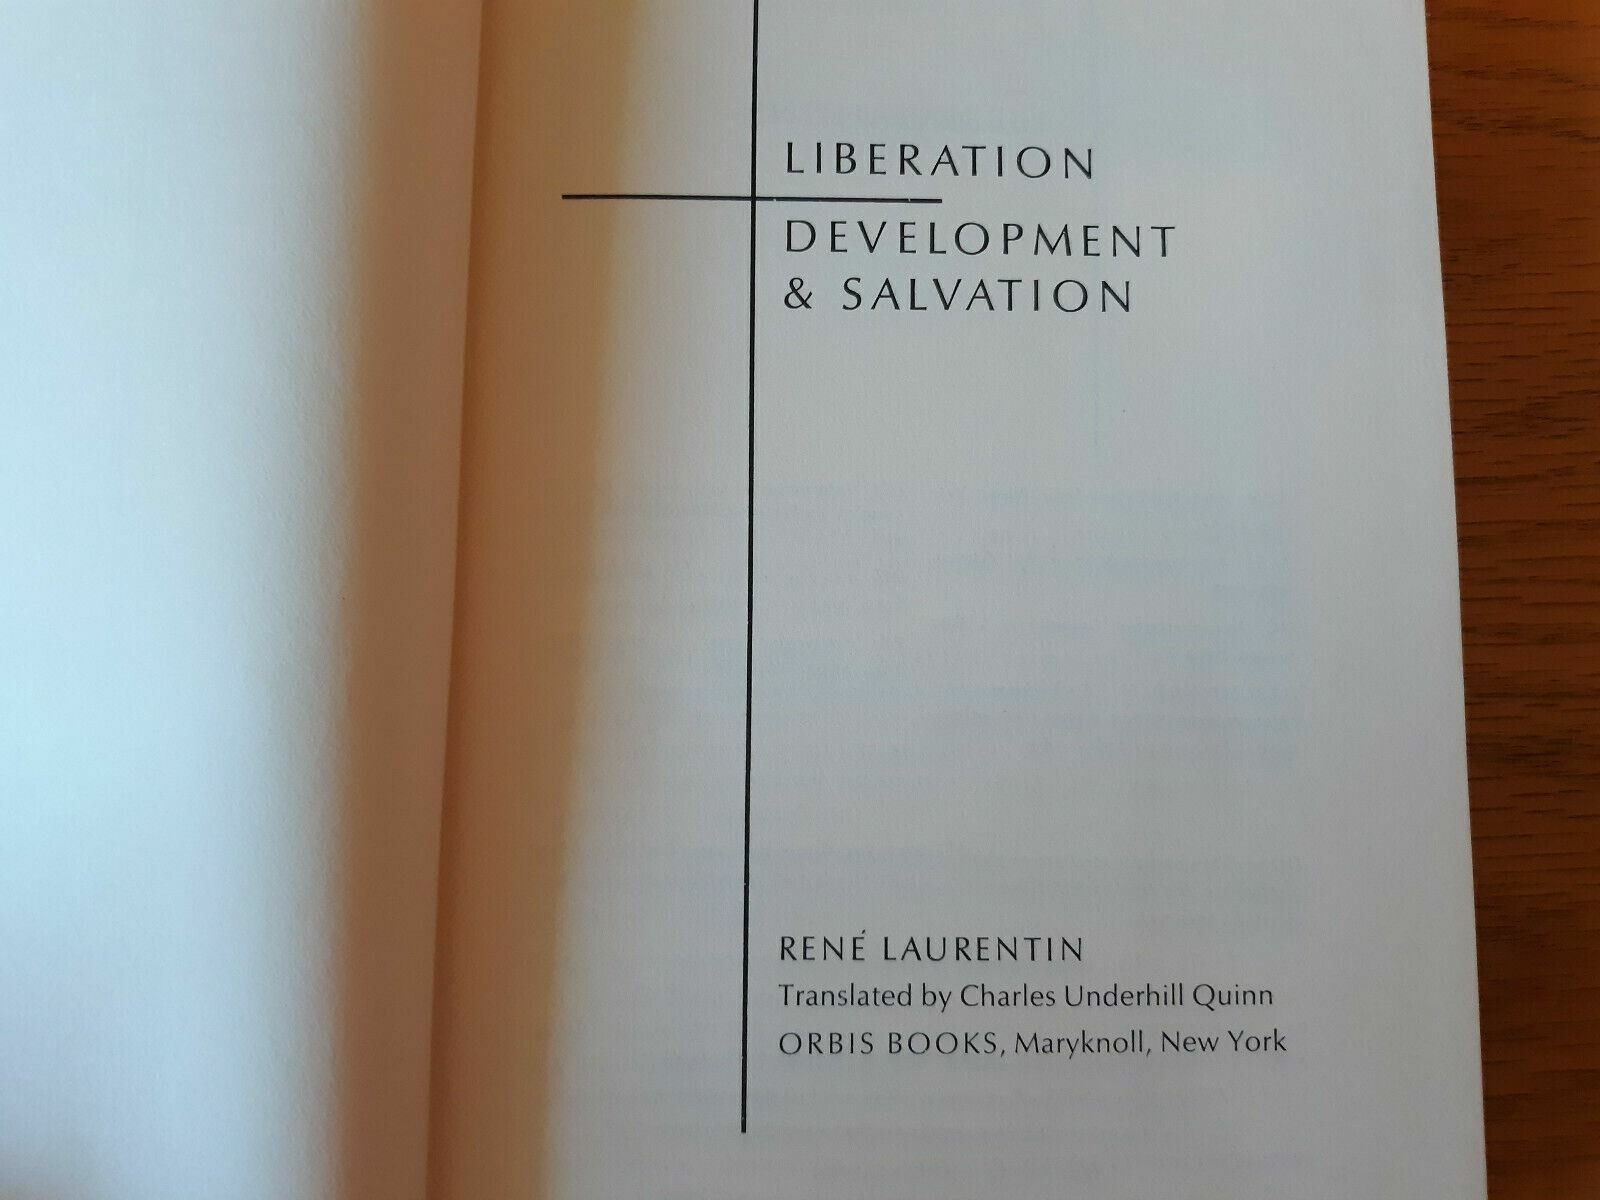 LIBERATION
DEVELOPMENT
& SALVATION
RENÉ LAURENTIN
Translated by Charles Underhill Quinn
ORBIS BOOKS, Maryknoll, New York